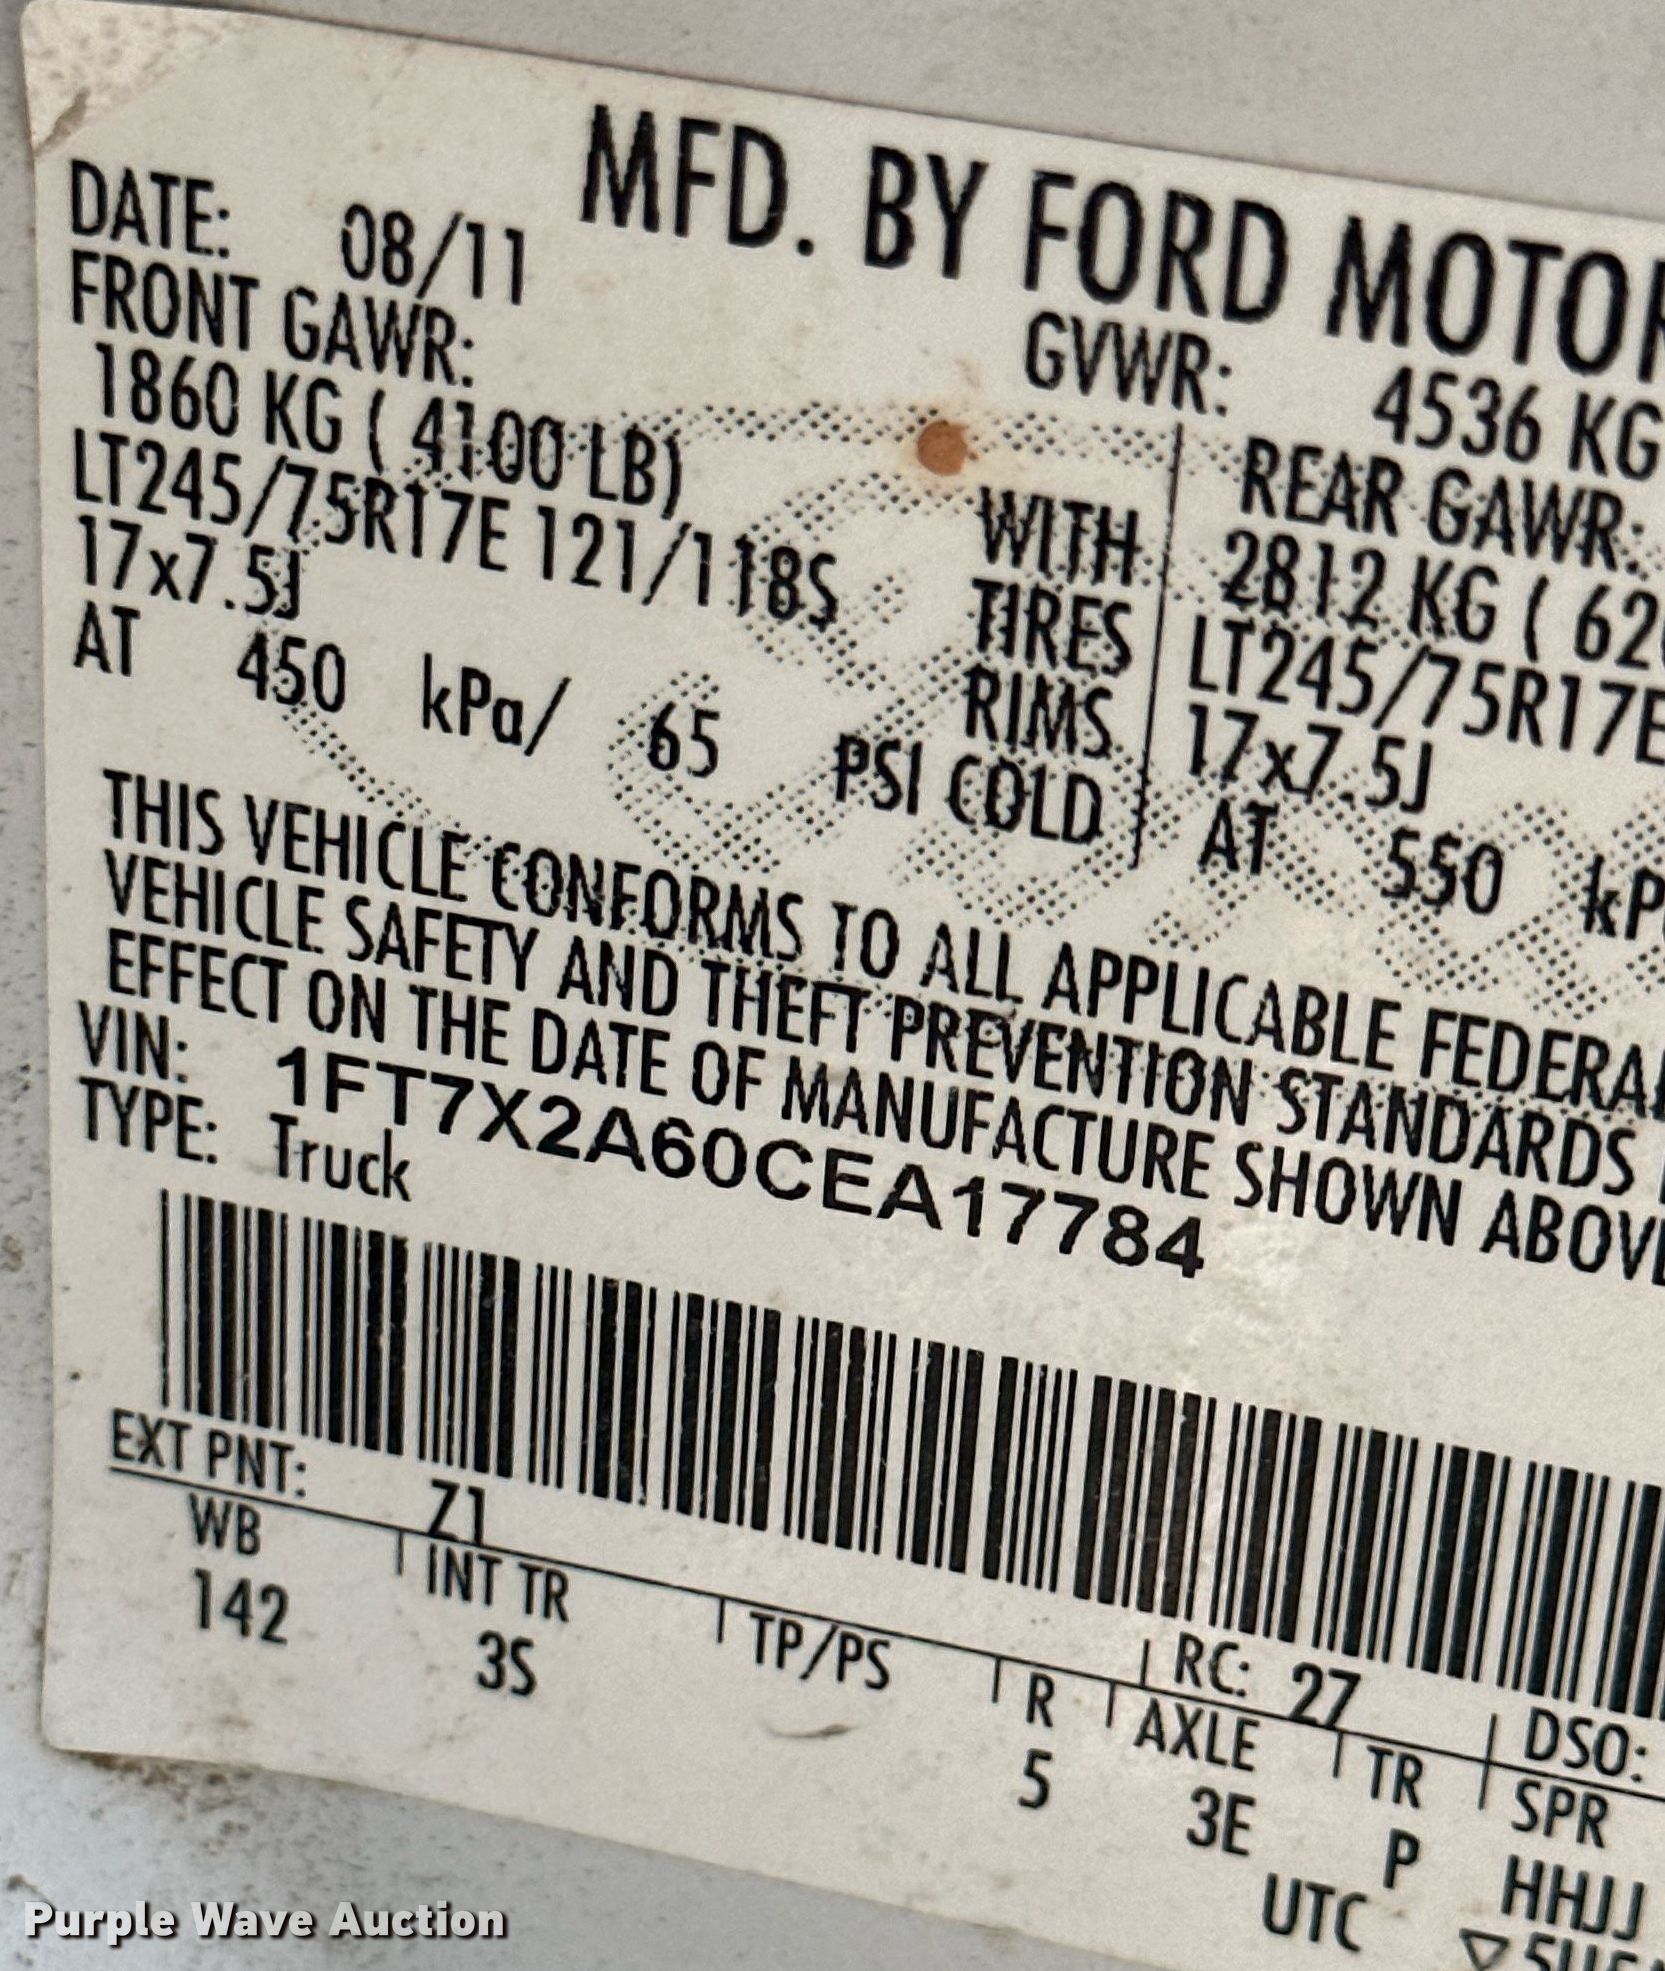 MFD. BY FORD MOTOR
DATE: 08/11
GVWR: 4536 KG
FRONT GAWR:
1860 KG ( 4100 LB)
LT245/75R17E 121/118S
17x7.5J
AT 450 kPa/ 65 PSI COLD
WITH
TIRES
RIMS
REAR GAWR:
2812 KG ( 62
LT245/75R17E
17x7.5J
AT 550 kP
THIS VEHICLE CONFORMS TO ALL APPLICABLE FEDERAL
VEHICLE SAFETY AND THEFT PREVENTION STANDARDS
EFFECT ON THE DATE OF MANUFACTURE SHOWN ABOVE
VIN: 1FT7X2A60CEA17784
TYPE: Truck
EXT PNT: Z1 RC: 27 DSO:
WB INT TR TP/PS R AXLE TR SPR
142 3S 5 3E P HHJJ
UTC
Purple Wave Auction